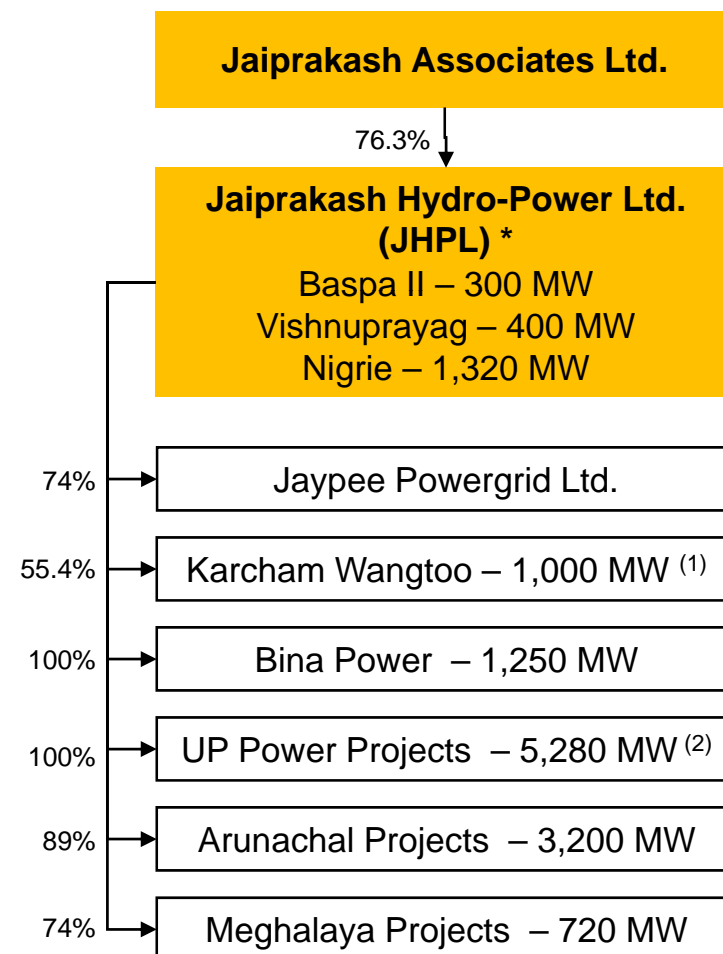 Jaiprakash Associates Ltd.
76.3%
Jaiprakash Hydro-Power Ltd.
(JHPL) *
Baspa II – 300 MW
Vishnuprayag – 400 MW
Nigrie – 1,320 MW
74%
Jaypee Powergrid Ltd.
55.4%
Karcham Wangtoo – 1,000 MW (1)
100%
Bina Power – 1,250 MW
100%
UP Power Projects – 5,280 MW (2)
89%
Arunachal Projects – 3,200 MW
74%
Meghalaya Projects – 720 MW